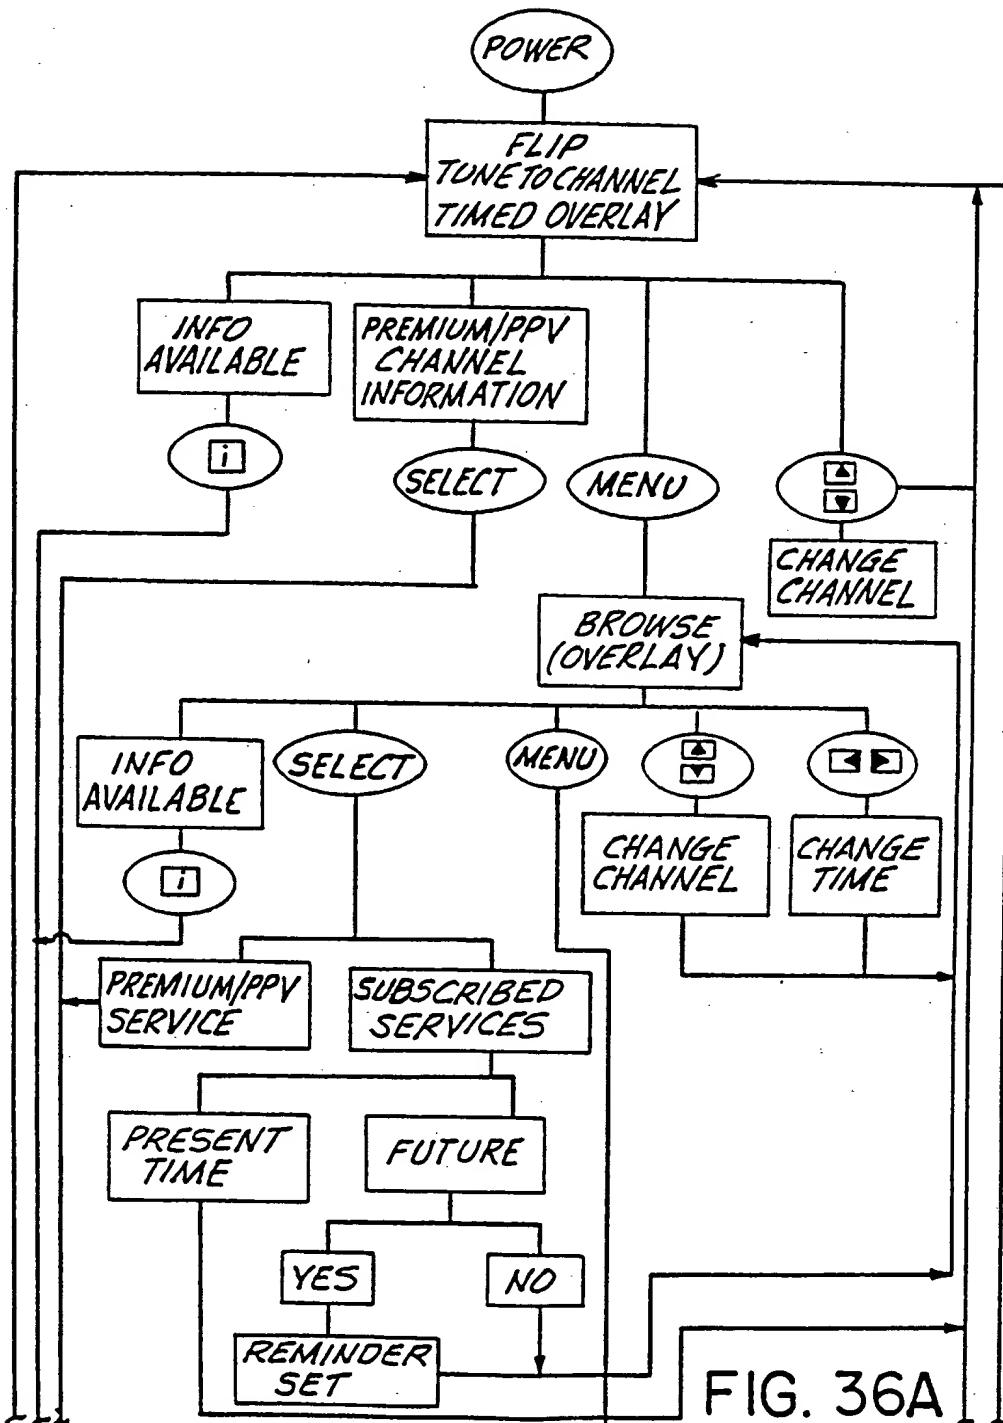 POWER
FLIP
TUNE TO CHANNEL
TIMED OVERLAY
INFO
AVAILABLE
PREMIUM/PPV
CHANNEL
INFORMATION
i
SELECT
MENU
CHANGE
CHANNEL
BROWSE
(OVERLAY)
INFO
AVAILABLE
SELECT
MENU
i
CHANGE
CHANNEL
CHANGE
TIME
PREMIUM/PPV
SERVICE
SUBSCRIBED
SERVICES
PRESENT
TIME
FUTURE
YES
NO
REMINDER
SET
FIG. 36A